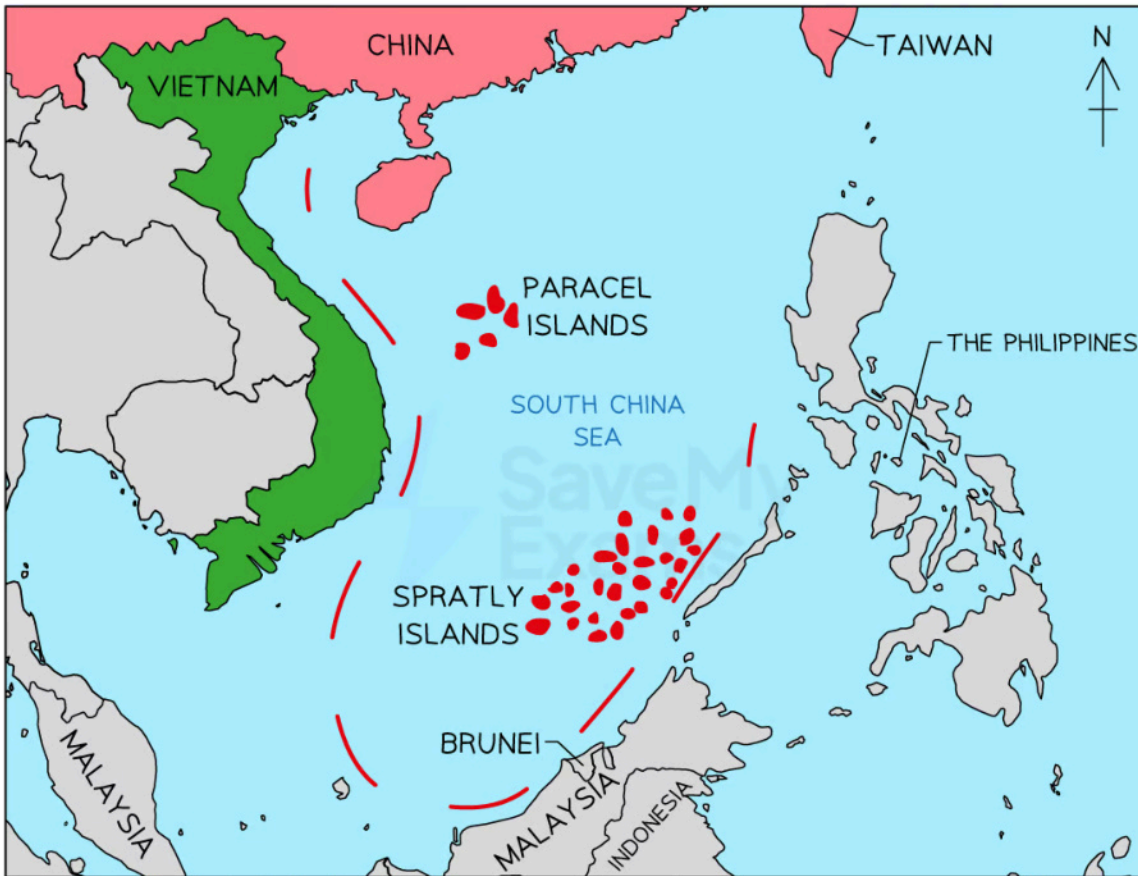 CHINA
TAIWAN
N
VIETNAM
PARACEL
ISLANDS
THE PHILIPPINES
SOUTH CHINA
SEA
SaveMy
Exams
SPRATLY
ISLANDS
BRUNEI
MALAYSIA
MALAYSIA
INDONESIA